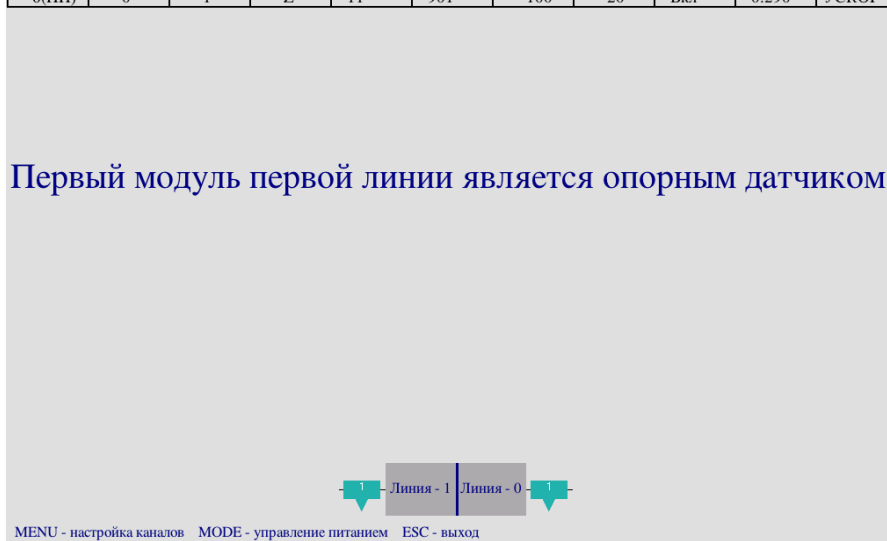 Первый модуль первой линии является опорным датчиком
1 Линия - 1 Линия - 0 1
MENU - настройка каналов MODE - управление питанием ESC - выход